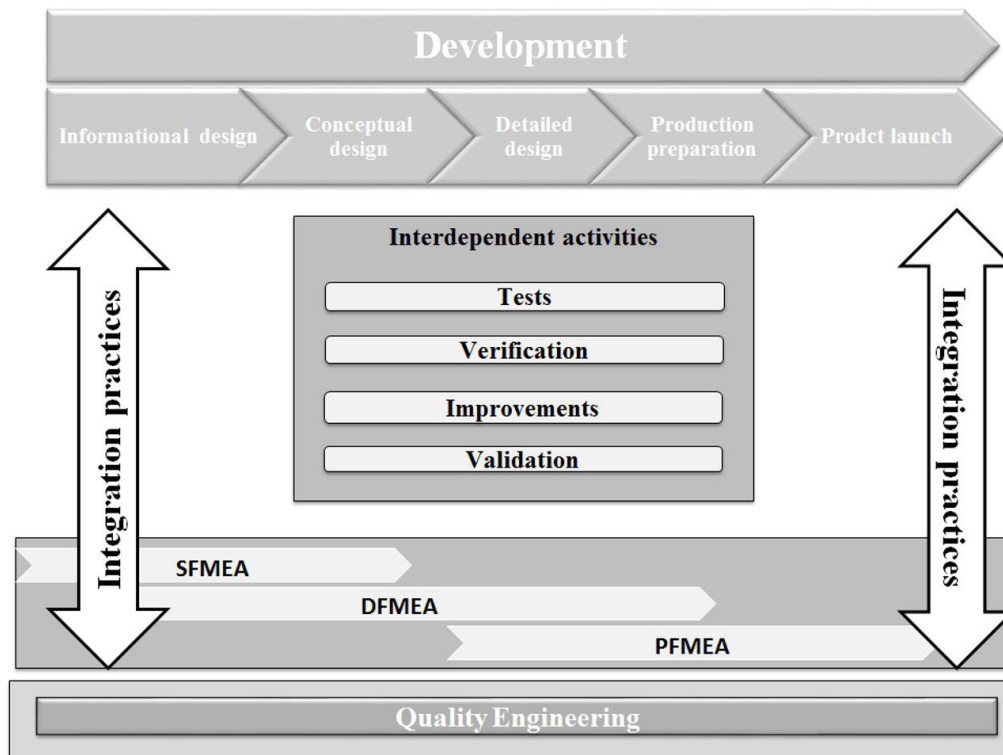 Development
Informational design
Conceptual
design
Detailed
design
Production
preparation
Prodct launch
Integration practices
Interdependent activities
Tests
Verification
Improvements
Validation
Integration practices
SFMEA
DFMEA
PFMEA
Quality Engineering